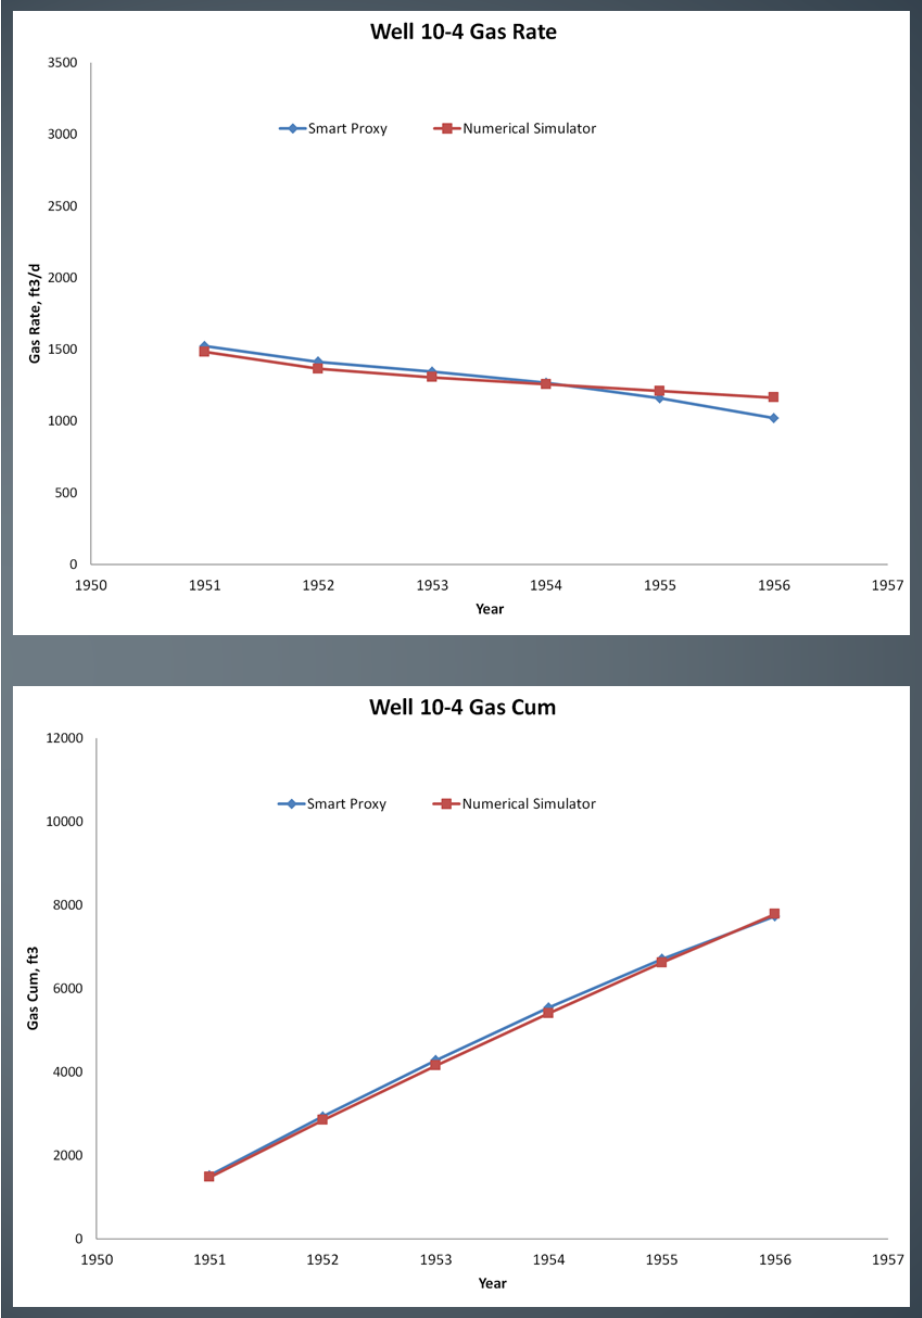 Well 10-4 Gas Rate
3500
Smart Proxy Numerical Simulator
3000
2500
Gas Rate, ft3/d
2000
1500
1000
500
0
1950 1951 1952 1953 1954 1955 1956 1957
Year
Well 10-4 Gas Cum
12000
Smart Proxy Numerical Simulator
10000
8000
Gas Cum, ft3
6000
4000
2000
0
1950 1951 1952 1953 1954 1955 1956 1957
Year